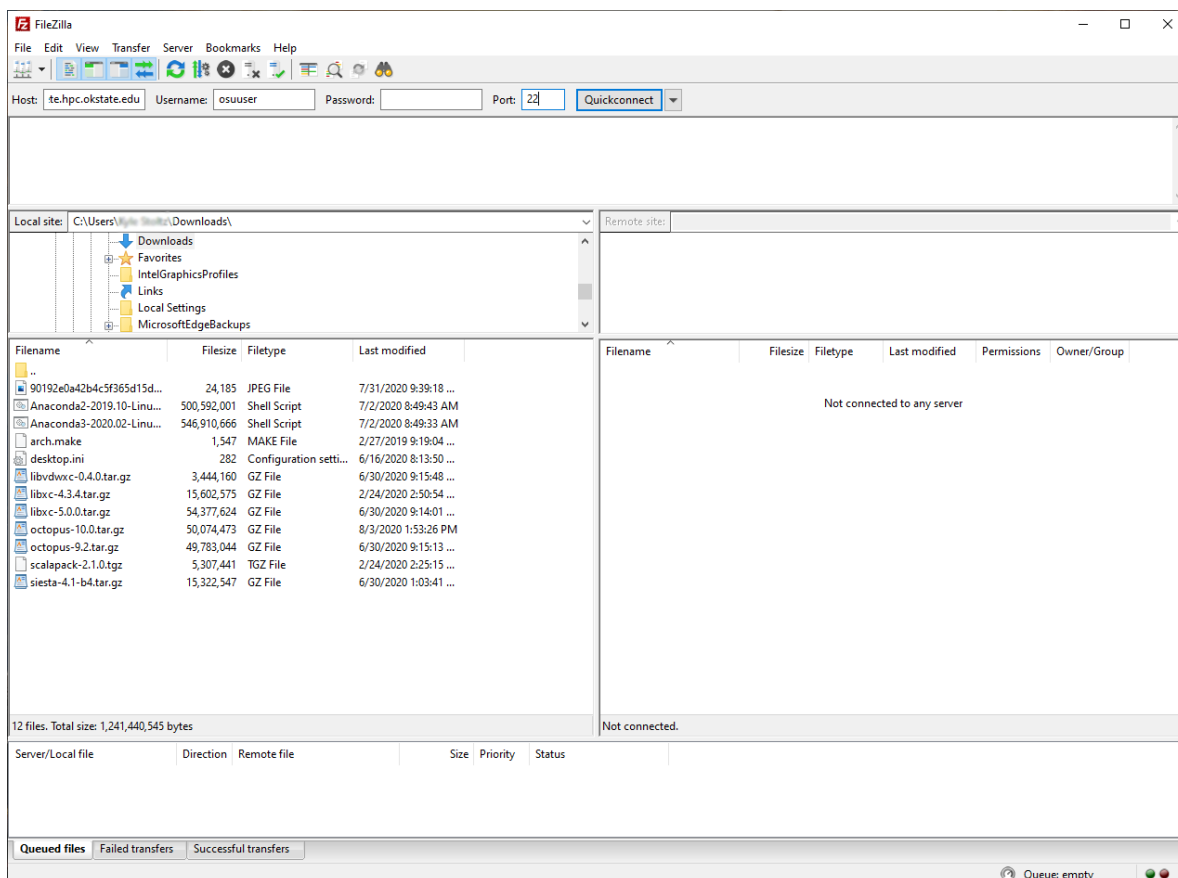 FileZilla
File Edit View Transfer Server Bookmarks Help
Host: te.hpc.okstate.edu Username: osuuser Password: Port: 22 Quickconnect
Local site: C:\Users\ \Downloads\ Remote site:
Downloads
Favorites
IntelGraphicsProfiles
Links
Local Settings
MicrosoftEdgeBackups
Filename Filesize Filetype Last modified
..
90192e0a42b4c5f365d15d... 24,185 JPEG File 7/31/2020 9:39:18 ...
Anaconda2-2019.10-Linu... 500,592,001 Shell Script 7/2/2020 8:49:43 AM
Anaconda3-2020.02-Linu... 546,910,666 Shell Script 7/2/2020 8:49:33 AM
arch.make 1,547 MAKE File 2/27/2019 9:19:04 ...
desktop.ini 282 Configuration setti... 6/16/2020 8:13:50 ...
libvdwxc-0.4.0.tar.gz 3,444,160 GZ File 6/30/2020 9:15:48 ...
libxc-4.3.4.tar.gz 15,602,575 GZ File 2/24/2020 2:50:54 ...
libxc-5.0.0.tar.gz 54,377,624 GZ File 6/30/2020 9:14:01 ...
octopus-10.0.tar.gz 50,074,473 GZ File 8/3/2020 1:53:26 PM
octopus-9.2.tar.gz 49,783,044 GZ File 6/30/2020 9:15:13 ...
scalapack-2.1.0.tgz 5,307,441 TGZ File 2/24/2020 2:25:15 ...
siesta-4.1-b4.tar.gz 15,322,547 GZ File 6/30/2020 1:03:41 ...
12 files. Total size: 1,241,440,545 bytes
Filename Filesize Filetype Last modified Permissions Owner/Group
Not connected to any server
Not connected.
Server/Local file Direction Remote file Size Priority Status
Queued files Failed transfers Successful transfers
Queue: empty